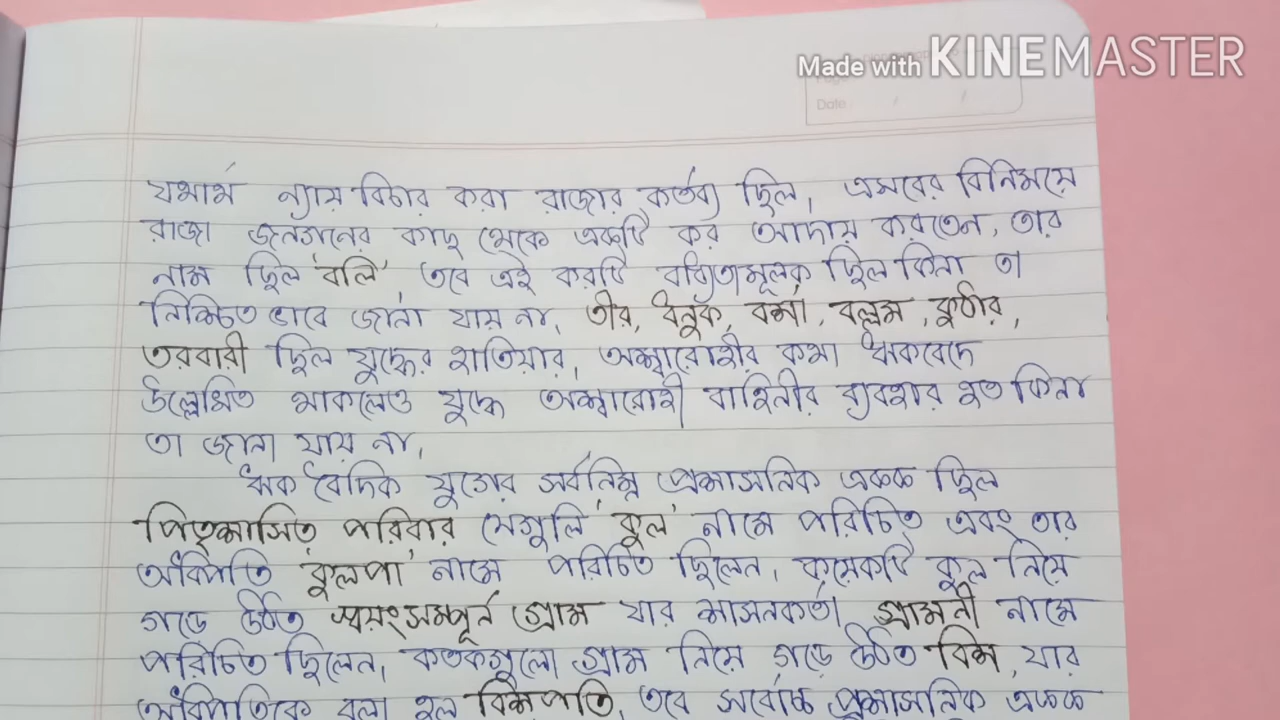 Made with KINEMASTER
Date
যথার্থ ন্যায় বিচার করা রাজার কর্তব্য ছিল, এসবের বিনিময়ে
রাজা জনগনের কাছ থেকে একটি কর আদায় করতেন, তার
নাম ছিল 'বলি', তবে এই করটি বাধ্যতামূলক ছিল কিনা তা
নিশ্চিত ভাবে জানা যায় না, তীর, ধনুক, বর্শা, বল্লম, কুঠার,
তরবারী ছিল যুদ্ধের হাতিয়ার, অশ্বারোহীর কথা ঋকবেদে
উল্লেখিত থাকলেও যুদ্ধে অশ্বারোহী বাহিনীর ব্যবহার হত কিনা
তা জানা যায় না,
ঋক বৈদিক যুগের সর্বনিম্ন প্রশাসনিক একক ছিল
পিতৃশাসিত পরিবার সেগুলি 'কুল' নামে পরিচিত এবং তার
অধিপতি 'কুলপা' নামে পরিচিত ছিলেন, কয়েকটি কুল নিয়ে
গড়ে উঠত স্বয়ংসম্পূর্ন গ্রাম যার শাসনকর্তা গ্রামনী নামে
পরিচিত ছিলেন, কতকগুলো গ্রাম নিয়ে গড়ে উঠত বিশ, যার
অধিপতিকে বলা হল বিশপতি, তবে সর্বোচ্চ প্রশাসনিক একক